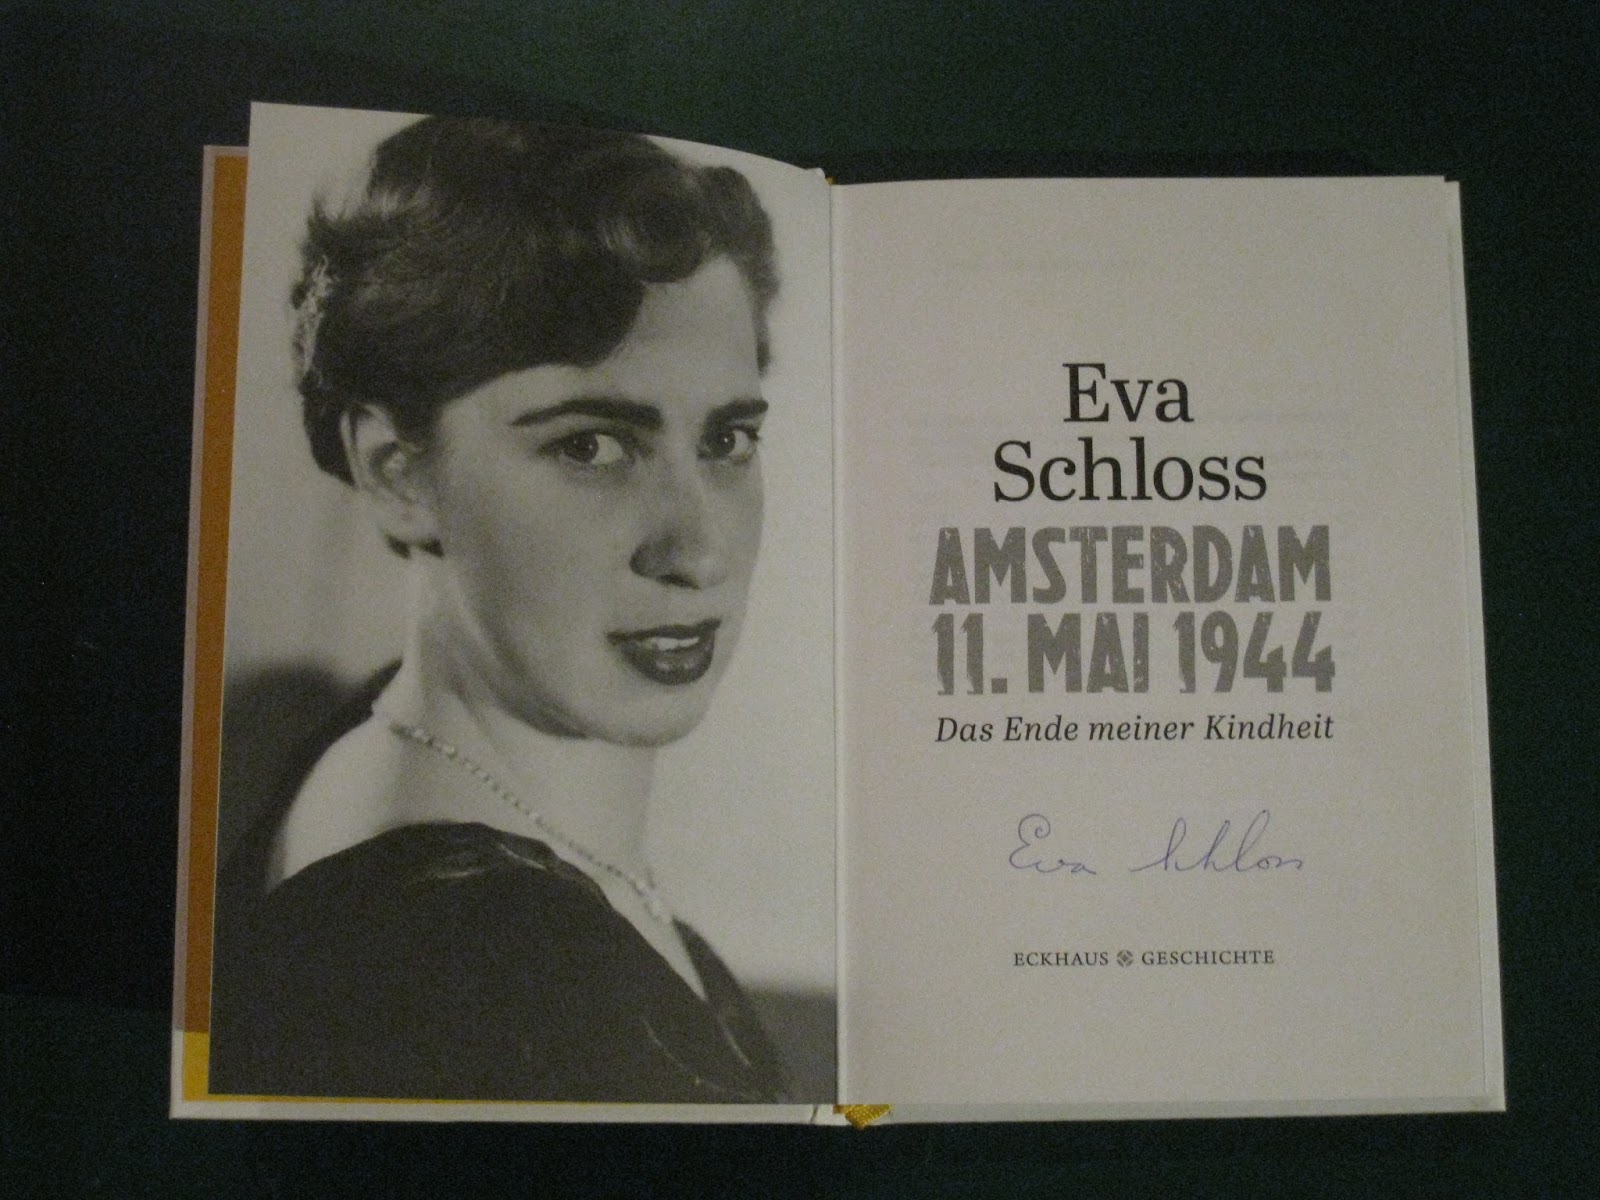 Eva
Schloss
AMSTERDAM
11. MAI 1944
Das Ende meiner Kindheit
Eva Schloss
ECKHAUS GESCHICHTE